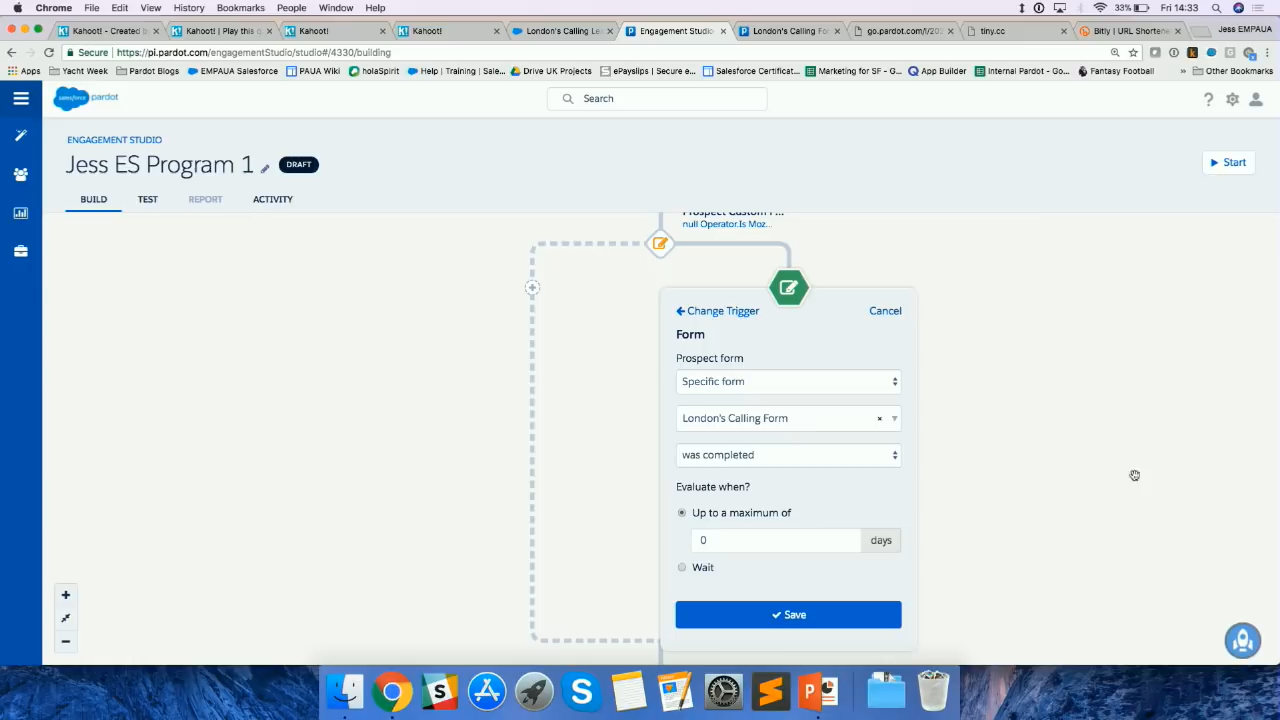 Chrome File Edit View History Bookmarks People Window Help 33% Fri 14:33 Jess EMPAUA
Kahoot! - Created b × Kahoot! | Play this q × Kahoot! × Kahoot! × London's Calling Le × Engagement Studio × London's Calling Fo × go.pardot.com/l/20 × tiny.cc × Bitly | URL Shortene × Jess EMPAUA
Secure https://pi.pardot.com/engagementStudio/studio#/4330/building
Apps Yacht Week Pardot Blogs EMPAUA Salesforce PAUA Wiki holaSpirit Help | Training | Sale... Drive UK Projects ePayslips | Secure e... Salesforce Certificat... Marketing for SF - G... App Builder Internal Pardot - Go... Fantasy Football » Other Bookmarks
salesforce pardot
Search
ENGAGEMENT STUDIO
Jess ES Program 1 DRAFT
Start
BUILD TEST REPORT ACTIVITY
Prospect Custom F...
null Operator.Is Moz...
Change Trigger Cancel
Form
Prospect form
Specific form
London's Calling Form
was completed
Evaluate when?
Up to a maximum of
0 days
Wait
Save